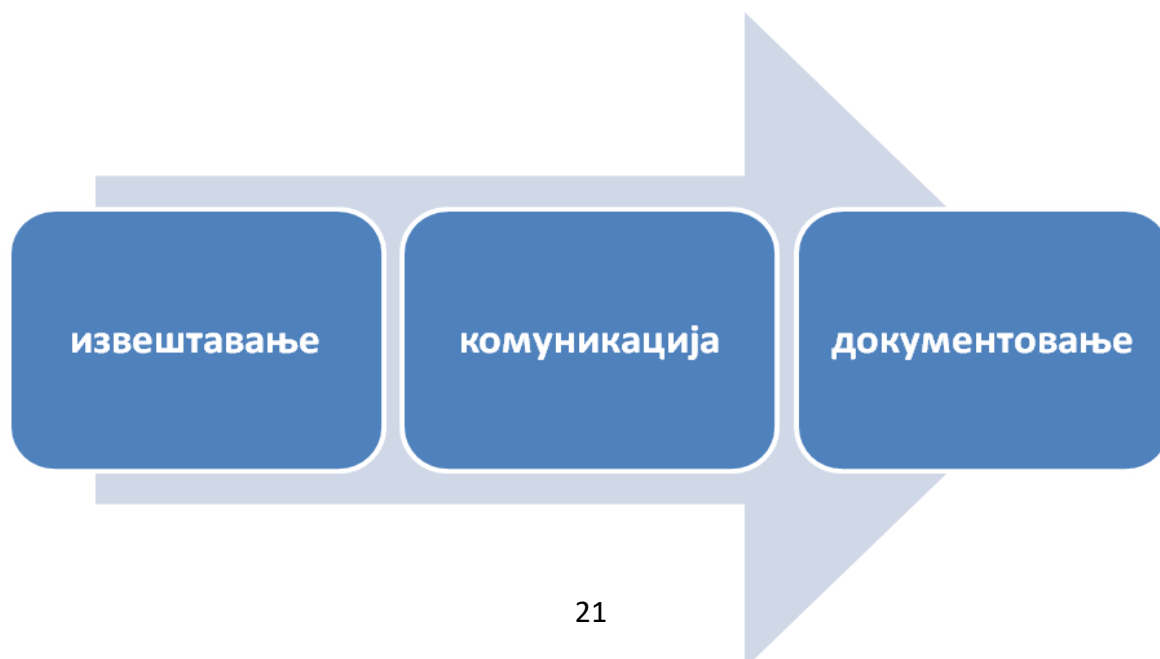 извештавање
комуникација
документовање
21